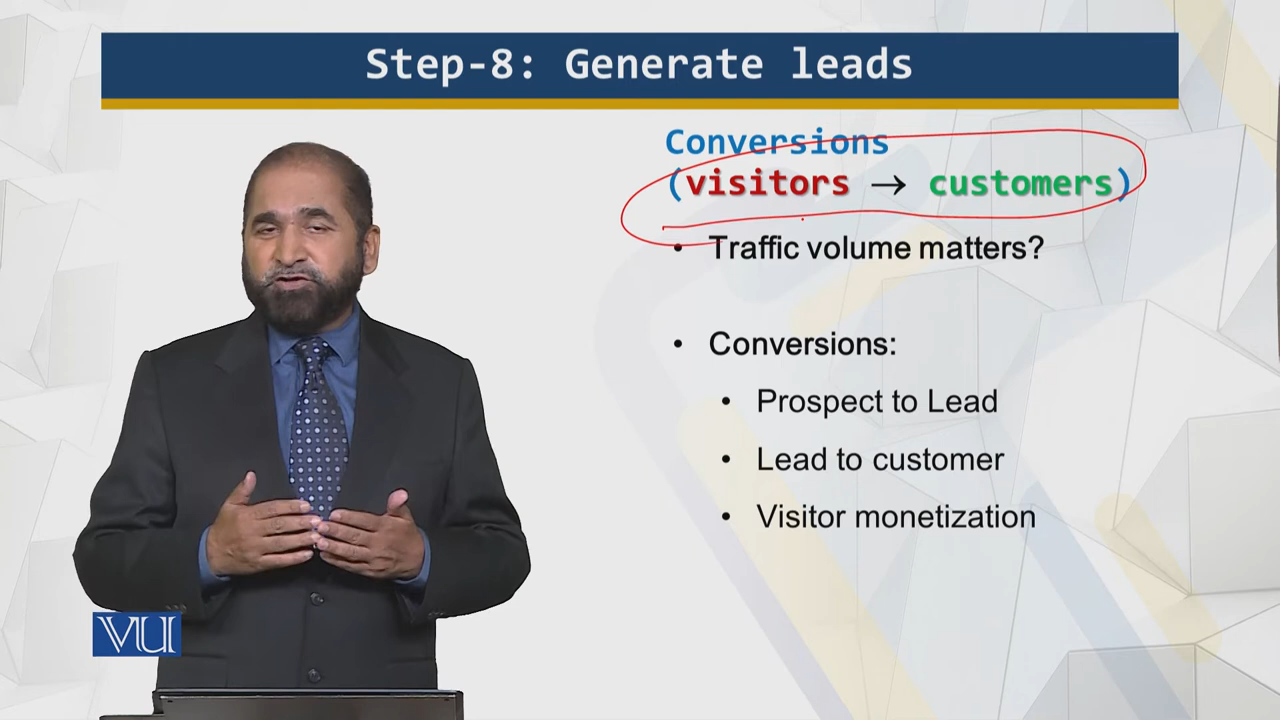 Step-8: Generate leads
Conversions
(visitors → customers)
• Traffic volume matters?
• Conversions:
• Prospect to Lead
• Lead to customer
• Visitor monetization
VU